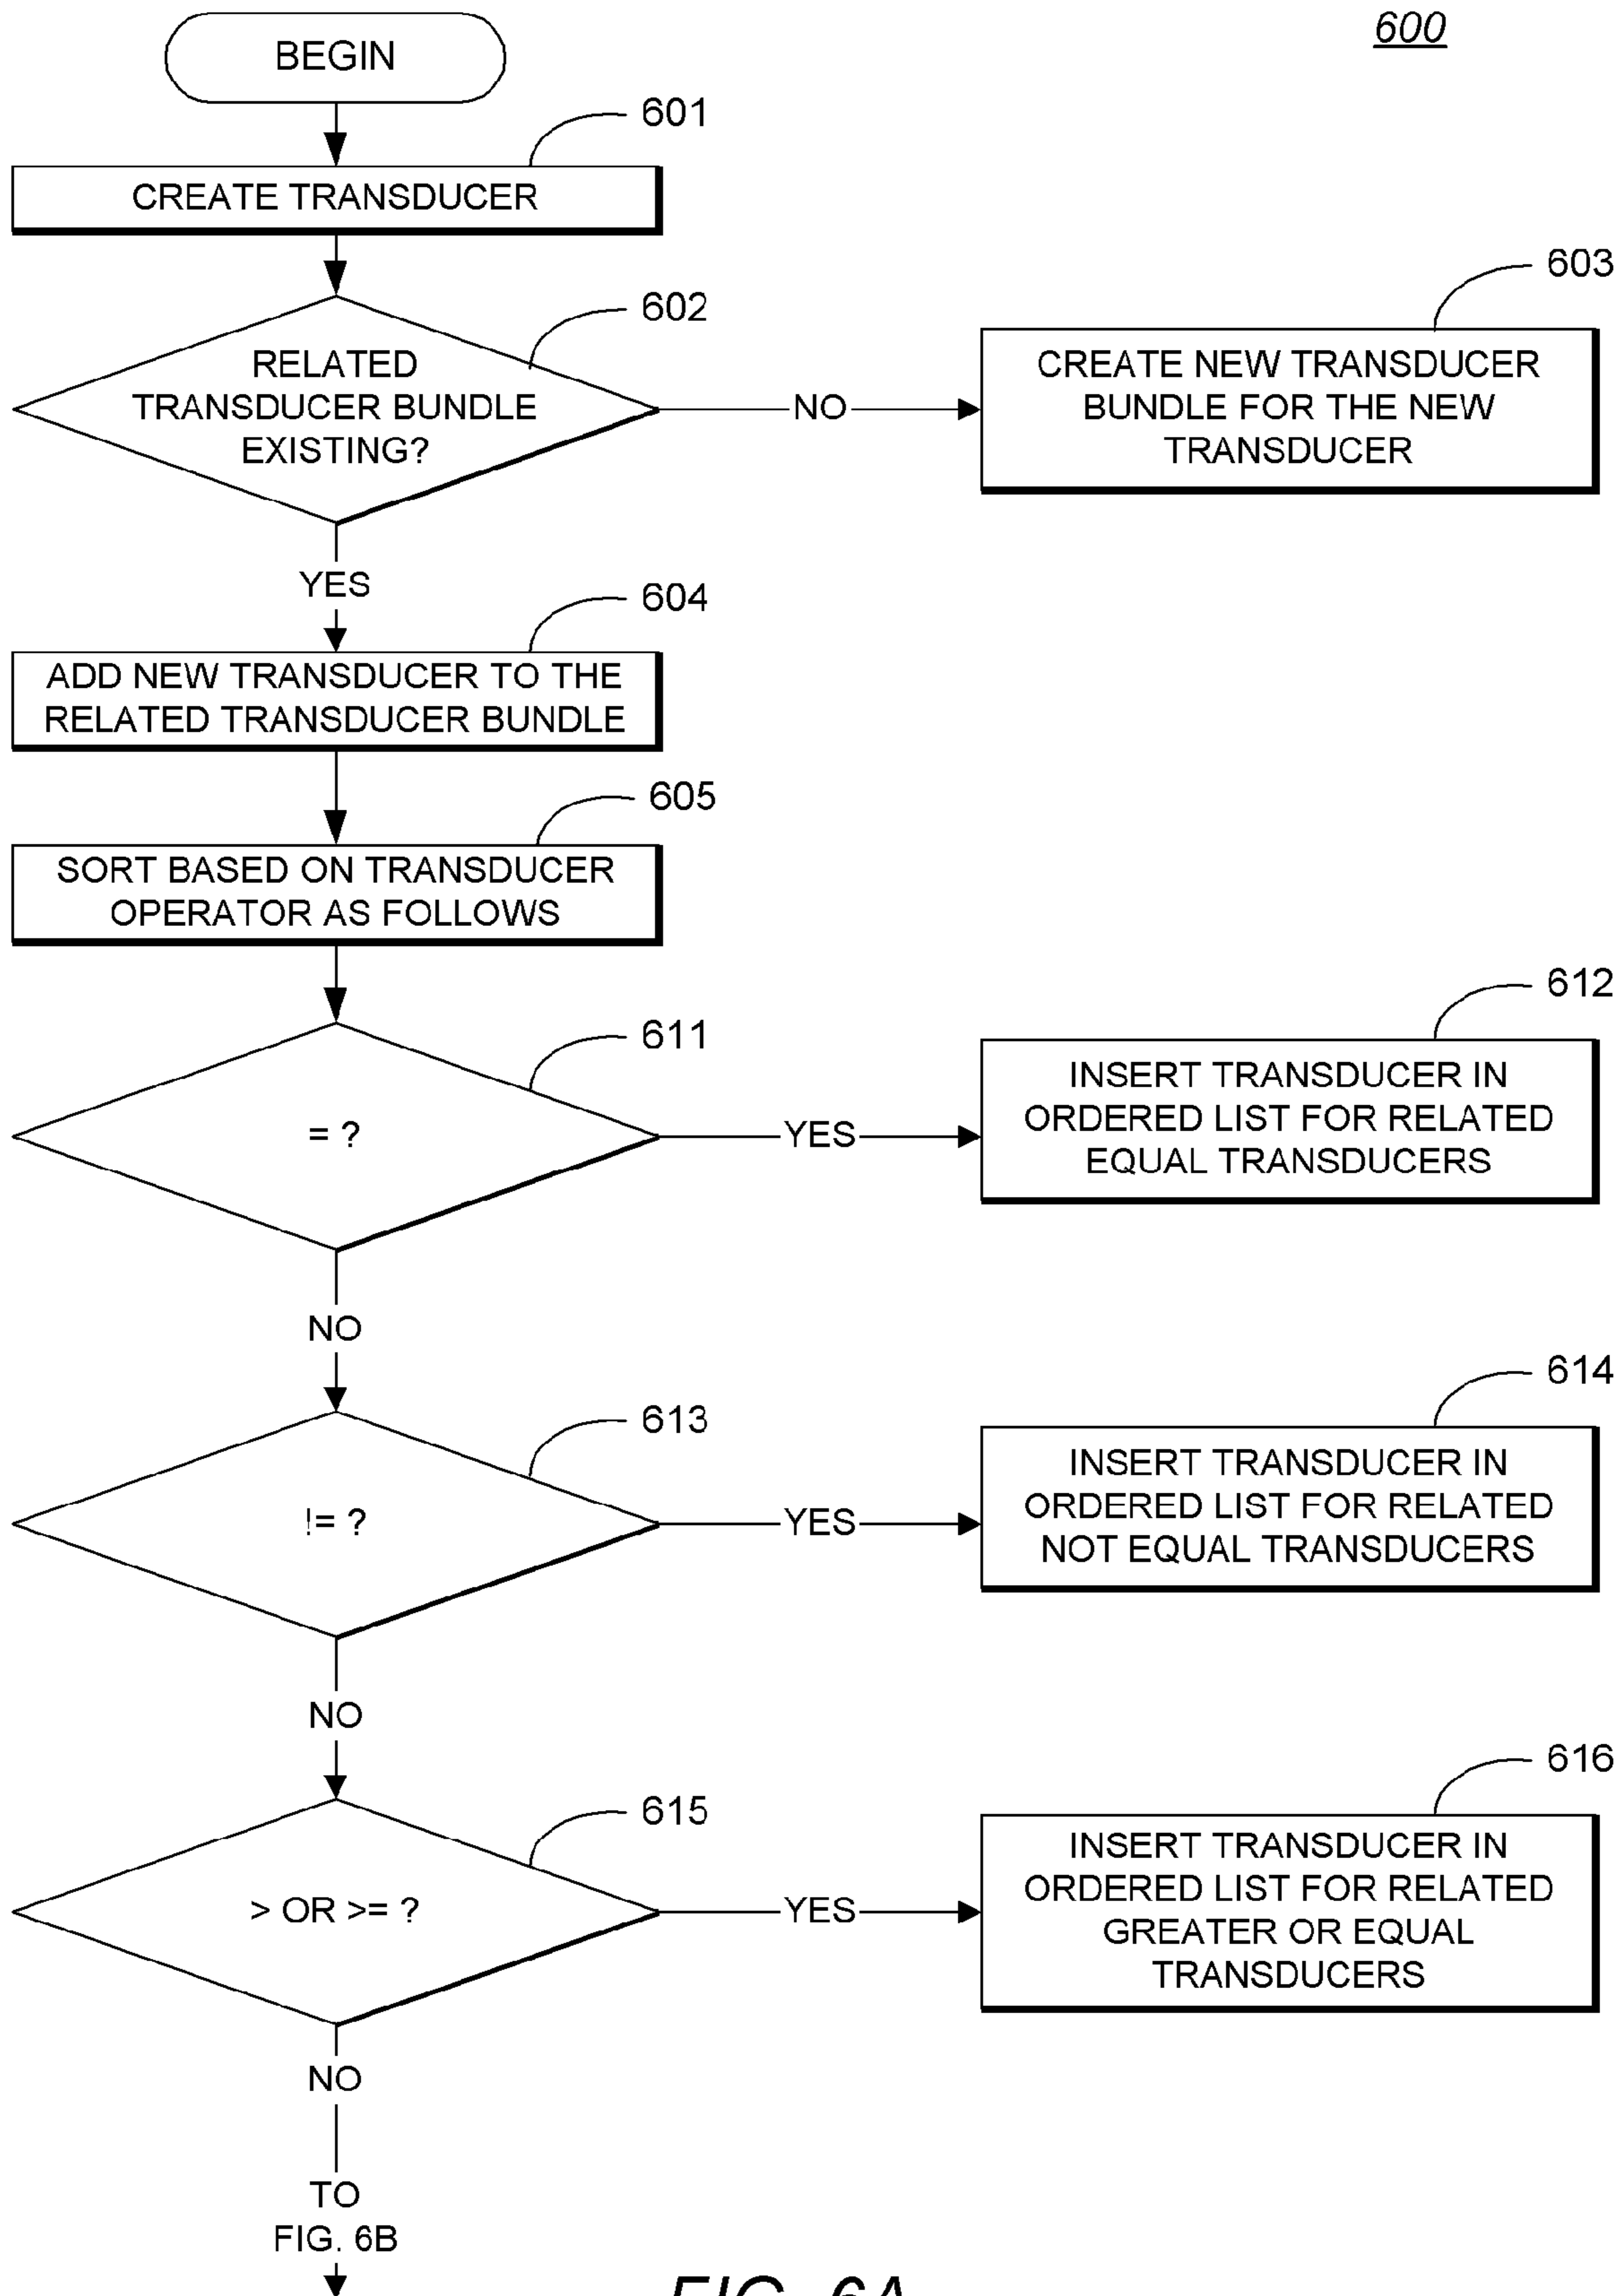 600
BEGIN
601
CREATE TRANSDUCER
602
RELATED
TRANSDUCER BUNDLE
EXISTING?
NO
603
CREATE NEW TRANSDUCER
BUNDLE FOR THE NEW
TRANSDUCER
YES
604
ADD NEW TRANSDUCER TO THE
RELATED TRANSDUCER BUNDLE
605
SORT BASED ON TRANSDUCER
OPERATOR AS FOLLOWS
611
= ?
YES
612
INSERT TRANSDUCER IN
ORDERED LIST FOR RELATED
EQUAL TRANSDUCERS
NO
613
!= ?
YES
614
INSERT TRANSDUCER IN
ORDERED LIST FOR RELATED
NOT EQUAL TRANSDUCERS
NO
615
> OR >= ?
YES
616
INSERT TRANSDUCER IN
ORDERED LIST FOR RELATED
GREATER OR EQUAL
TRANSDUCERS
NO
TO
FIG. 6B
FIG. 6A